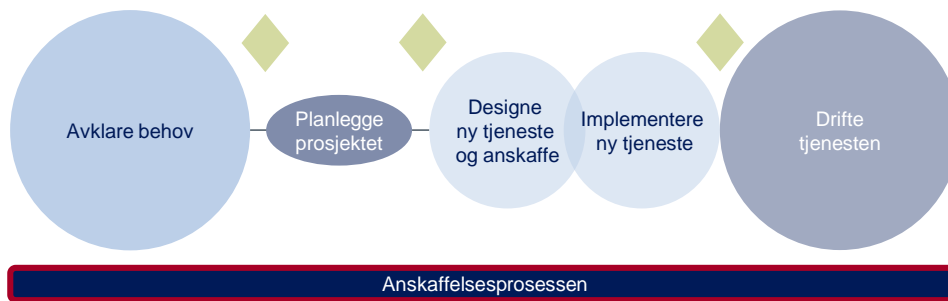 Avklare behov
Planlegge
prosjektet
Designe
ny tjeneste
og anskaffe
Implementere
ny tjeneste
Drifte
tjenesten
Anskaffelsesprosessen